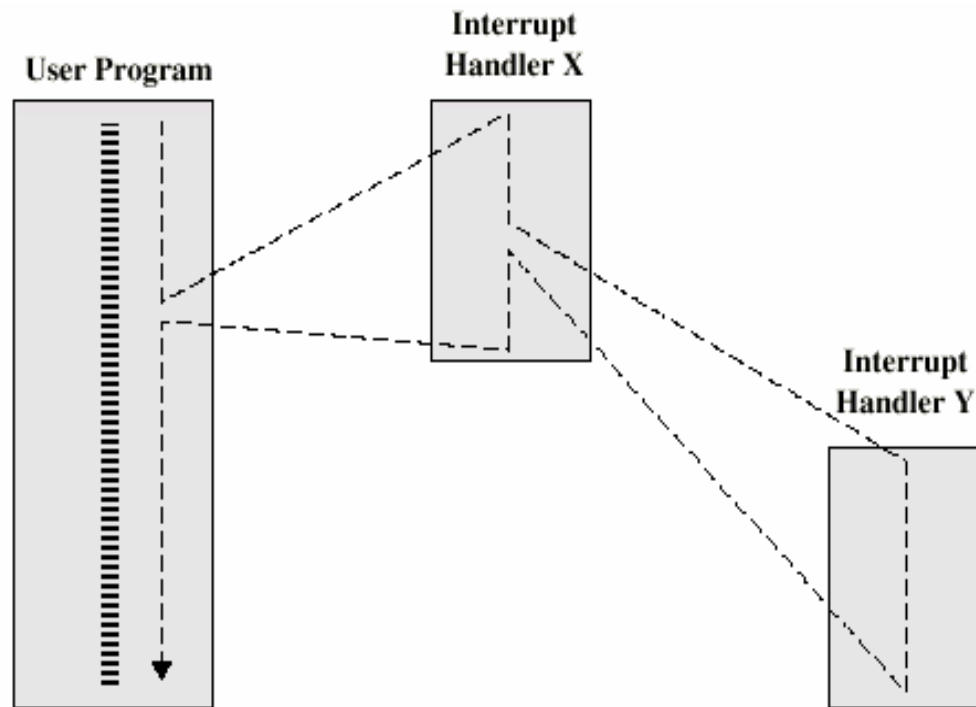 User Program
Interrupt
Handler X
Interrupt
Handler Y